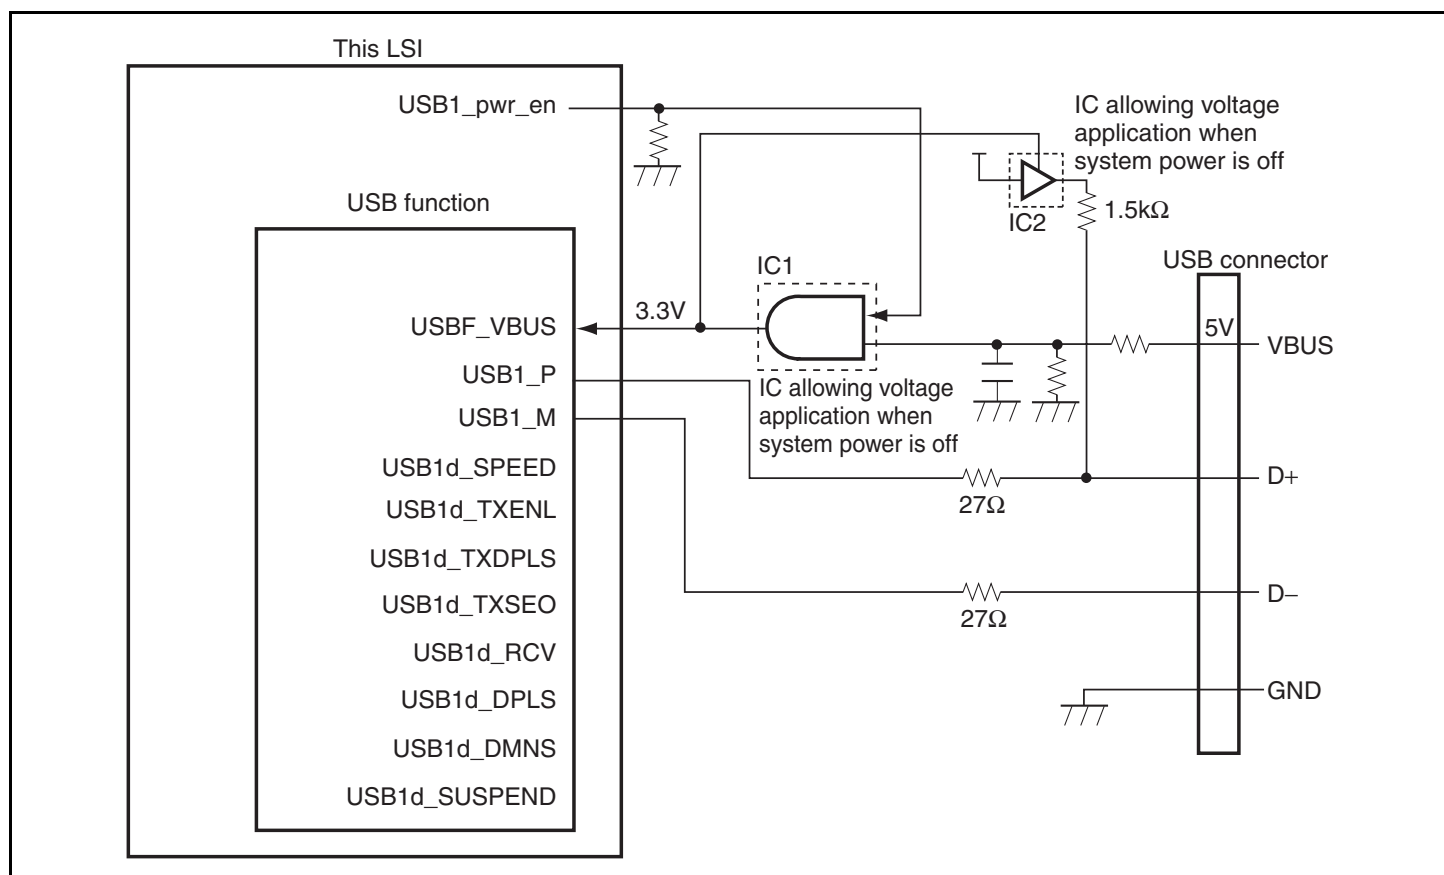 This LSI
USB1_pwr_en
IC allowing voltage
application when
system power is off
IC2
1.5kΩ
USB function
USB connector
IC1
3.3V
USBF_VBUS
5V
VBUS
USB1_P
IC allowing voltage
application when
system power is off
USB1_M
USB1d_SPEED
27Ω
D+
USB1d_TXENL
USB1d_TXDPLS
USB1d_TXSEO
27Ω
D–
USB1d_RCV
USB1d_DPLS
GND
USB1d_DMNS
USB1d_SUSPEND